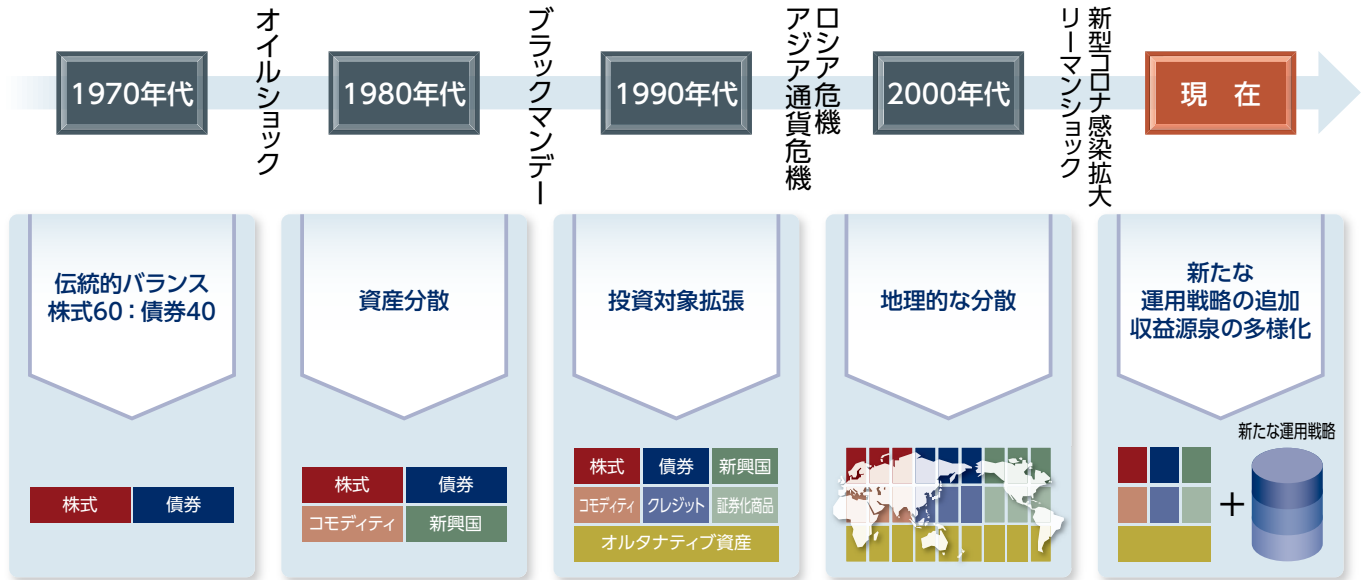 1970年代
オイルショック
1980年代
ブラックマンデー
1990年代
ロシア危機
アジア通貨危機
2000年代
新型コロナ感染拡大
リーマンショック
現 在
伝統的バランス
株式60：債券40
株式
債券
資産分散
株式
債券
コモディティ
新興国
投資対象拡張
株式
債券
新興国
コモディティ
クレジット
証券化商品
オルタナティブ資産
地理的な分散
新たな
運用戦略の追加
収益源泉の多様化
新たな運用戦略
+